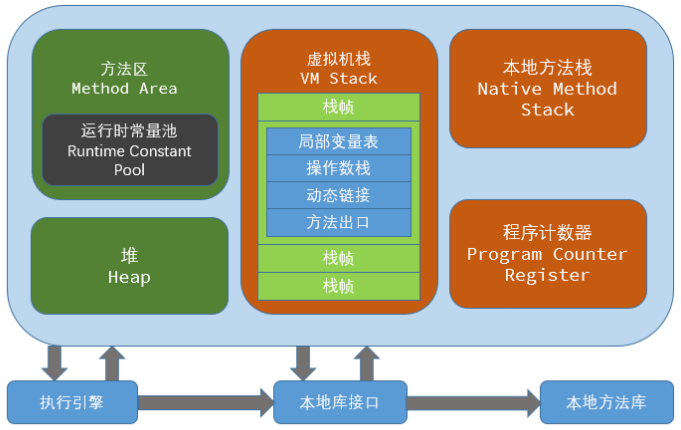 方法区
Method Area
运行时常量池
Runtime Constant
Pool
堆
Heap
虚拟机栈
VM Stack
栈帧
局部变量表
操作数栈
动态链接
方法出口
栈帧
栈帧
本地方法栈
Native Method
Stack
程序计数器
Program Counter
Register
执行引擎
本地库接口
本地方法库